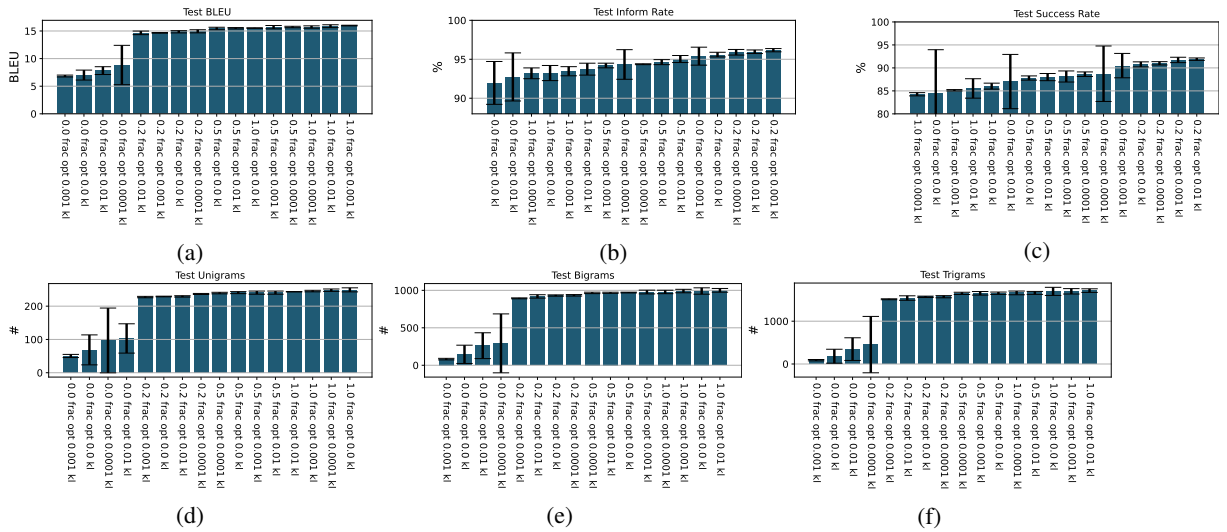 Test BLEU
BLEU
15
10
5
0
0.0 frac opt 0.001 kl
0.0 frac opt 0.0 kl
0.0 frac opt 0.01 kl
0.0 frac opt 0.0001 kl
0.2 frac opt 0.001 kl
0.2 frac opt 0.01 kl
0.2 frac opt 0.0 kl
0.2 frac opt 0.0001 kl
0.5 frac opt 0.001 kl
0.5 frac opt 0.0 kl
1.0 frac opt 0.0 kl
0.5 frac opt 0.01 kl
0.5 frac opt 0.0001 kl
1.0 frac opt 0.0001 kl
1.0 frac opt 0.01 kl
1.0 frac opt 0.001 kl
(a)
Test Inform Rate
%
100
95
90
0.0 frac opt 0.0 kl
0.0 frac opt 0.01 kl
1.0 frac opt 0.0001 kl
1.0 frac opt 0.0 kl
1.0 frac opt 0.01 kl
1.0 frac opt 0.001 kl
0.5 frac opt 0.0 kl
0.0 frac opt 0.0001 kl
0.5 frac opt 0.0001 kl
0.5 frac opt 0.001 kl
0.5 frac opt 0.01 kl
0.0 frac opt 0.001 kl
0.2 frac opt 0.0 kl
0.2 frac opt 0.0001 kl
0.2 frac opt 0.001 kl
0.2 frac opt 0.01 kl
(b)
Test Success Rate
%
100
95
90
85
80
1.0 frac opt 0.0001 kl
0.0 frac opt 0.0 kl
1.0 frac opt 0.001 kl
1.0 frac opt 0.01 kl
1.0 frac opt 0.0 kl
0.0 frac opt 0.01 kl
0.5 frac opt 0.0 kl
0.5 frac opt 0.01 kl
0.5 frac opt 0.001 kl
0.5 frac opt 0.0001 kl
0.0 frac opt 0.0001 kl
0.0 frac opt 0.001 kl
0.2 frac opt 0.0 kl
0.2 frac opt 0.0001 kl
0.2 frac opt 0.001 kl
0.2 frac opt 0.01 kl
(c)
Test Unigrams
#
200
100
0
0.0 frac opt 0.001 kl
0.0 frac opt 0.0 kl
0.0 frac opt 0.0001 kl
0.0 frac opt 0.01 kl
0.2 frac opt 0.001 kl
0.2 frac opt 0.0 kl
0.2 frac opt 0.01 kl
0.2 frac opt 0.0001 kl
0.5 frac opt 0.0001 kl
0.5 frac opt 0.0 kl
0.5 frac opt 0.001 kl
0.5 frac opt 0.01 kl
1.0 frac opt 0.001 kl
1.0 frac opt 0.0001 kl
1.0 frac opt 0.01 kl
1.0 frac opt 0.0 kl
(d)
Test Bigrams
#
1000
500
0
0.0 frac opt 0.001 kl
0.0 frac opt 0.0 kl
0.0 frac opt 0.01 kl
0.0 frac opt 0.0001 kl
0.2 frac opt 0.001 kl
0.2 frac opt 0.01 kl
0.2 frac opt 0.0 kl
0.2 frac opt 0.0001 kl
0.5 frac opt 0.0001 kl
0.5 frac opt 0.0 kl
0.5 frac opt 0.01 kl
0.5 frac opt 0.001 kl
1.0 frac opt 0.0001 kl
1.0 frac opt 0.001 kl
1.0 frac opt 0.0 kl
1.0 frac opt 0.01 kl
(e)
Test Trigrams
#
1000
0
0.0 frac opt 0.001 kl
0.0 frac opt 0.0 kl
0.0 frac opt 0.01 kl
0.0 frac opt 0.0001 kl
0.2 frac opt 0.001 kl
0.2 frac opt 0.01 kl
0.2 frac opt 0.0 kl
0.2 frac opt 0.0001 kl
0.5 frac opt 0.0001 kl
0.5 frac opt 0.01 kl
0.5 frac opt 0.0 kl
1.0 frac opt 0.0001 kl
0.5 frac opt 0.001 kl
1.0 frac opt 0.0 kl
1.0 frac opt 0.001 kl
1.0 frac opt 0.01 kl
(f)